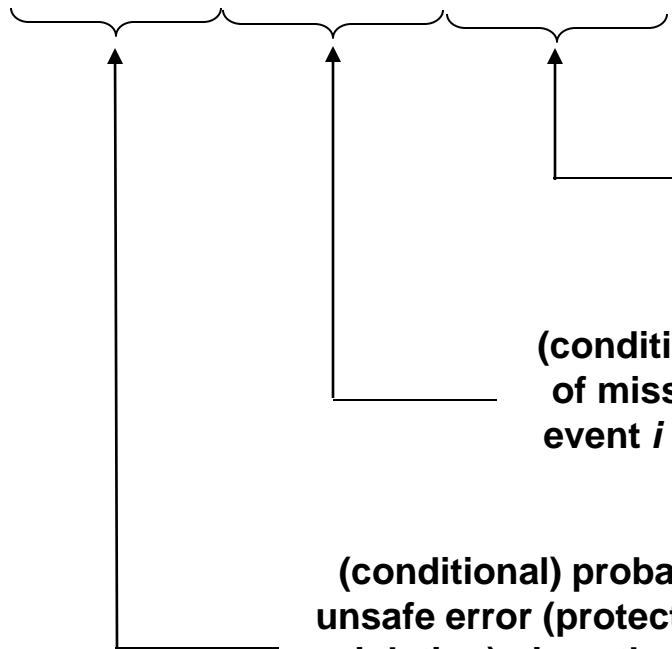 (conditi
of miss
event i
(conditional) proba
unsafe error (protect